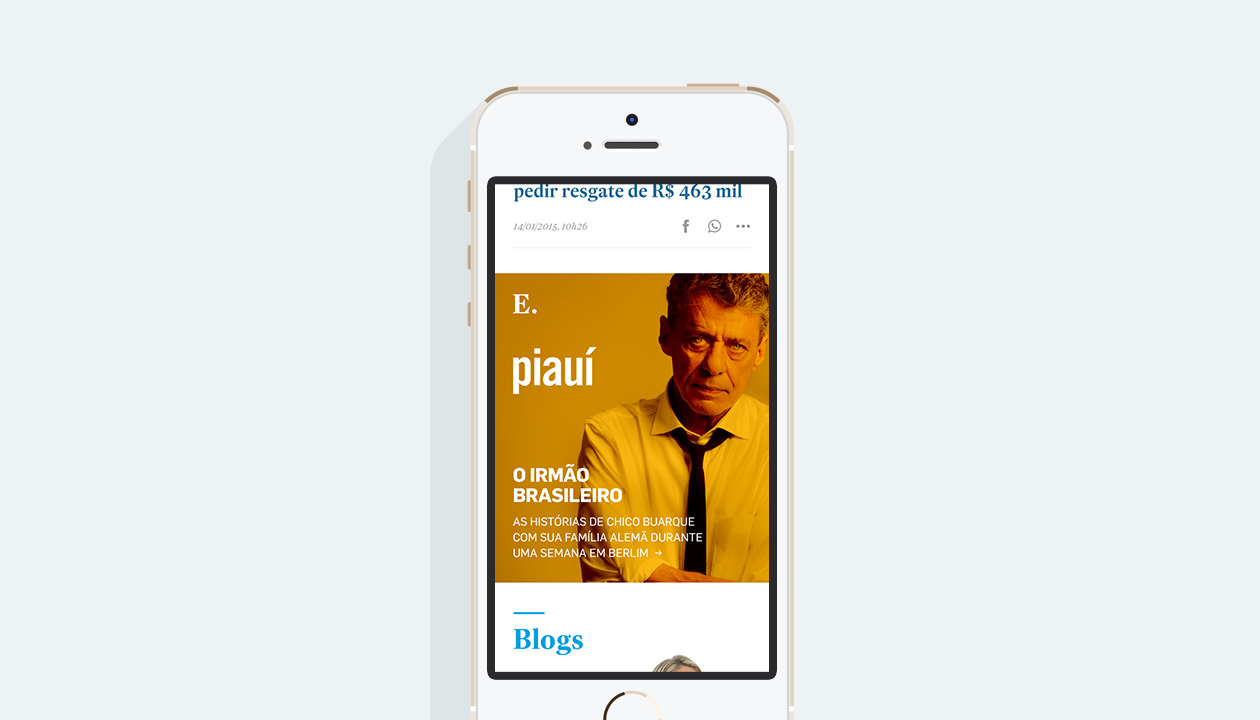 pedir resgate de R$ 463 mil
14/01/2015, 10h26
E.
piauí
O IRMÃO
BRASILEIRO
AS HISTÓRIAS DE CHICO BUARQUE
COM SUA FAMÍLIA ALEMÃ DURANTE
UMA SEMANA EM BERLIM →
Blogs